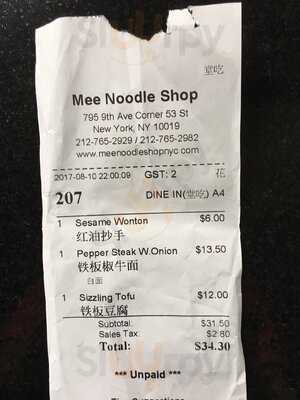 堂吃
Mee Noodle Shop
795 9th Ave Corner 53 St
New York, NY 10019
212-765-2929 / 212-765-2982
www.meenoodleshopnyc.com
2017-08-10 22:00:09 GST: 2 花
207 DINE IN(堂吃) A4
1 Sesame Wonton $6.00
红油抄手
1 Pepper Steak W.Onion $13.50
铁板椒牛面
白面
1 Sizzling Tofu $12.00
铁板豆腐
Subtotal: $31.50
Sales Tax: $2.80
Total: $34.30
*** Unpaid ***
Tip Suggestions